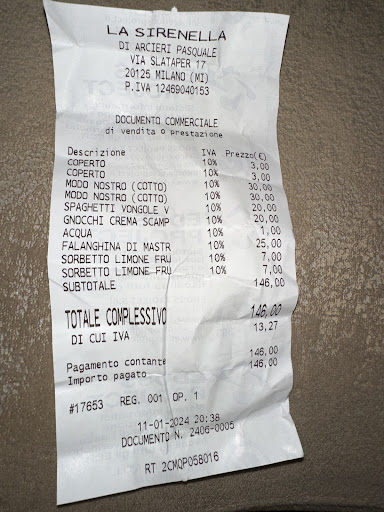 LA SIRENELLA
DI ARCIERI PASQUALE
VIA SLATAPER 17
20125 MILANO (MI)
P.IVA 12469040153
DOCUMENTO COMMERCIALE
di vendita o prestazione
Descrizione IVA Prezzo(€)
COPERTO 10% 3,00
COPERTO 10% 3,00
MODO NOSTRO (COTTO) 10% 30,00
MODO NOSTRO (COTTO) 10% 30,00
SPAGHETTI VONGOLE V 10% 20,00
GNOCCHI CREMA SCAMP 10% 20,00
ACQUA 10% 1,00
FALANGHINA DI MASTR 10% 25,00
SORBETTO LIMONE FRU 10% 7,00
SORBETTO LIMONE FRU 10% 7,00
SUBTOTALE 146,00
TOTALE COMPLESSIVO 146,00
DI CUI IVA 13,27
Pagamento contante 146,00
Importo pagato 146,00
#17653 REG. 001 OP. 1
11-01-2024 20:38
DOCUMENTO N. 2406-0005
RT 2CMQP058016